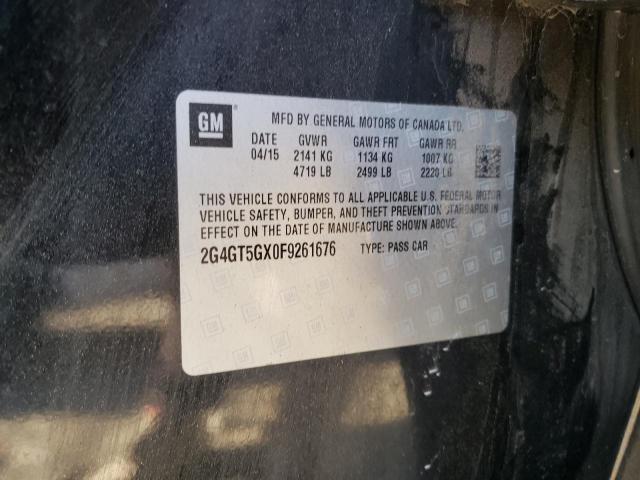 GM
MFD BY GENERAL MOTORS OF CANADA LTD.
DATE GVWR GAWR FRT GAWR RR
04/15 2141 KG 1134 KG 1007 KG
4719 LB 2499 LB 2220 LB
THIS VEHICLE CONFORMS TO ALL APPLICABLE U.S. FEDERAL MOTOR
VEHICLE SAFETY, BUMPER, AND THEFT PREVENTION STANDARDS IN
EFFECT ON THE DATE OF MANUFACTURE SHOWN ABOVE.
2G4GT5GX0F9261676 TYPE: PASS CAR